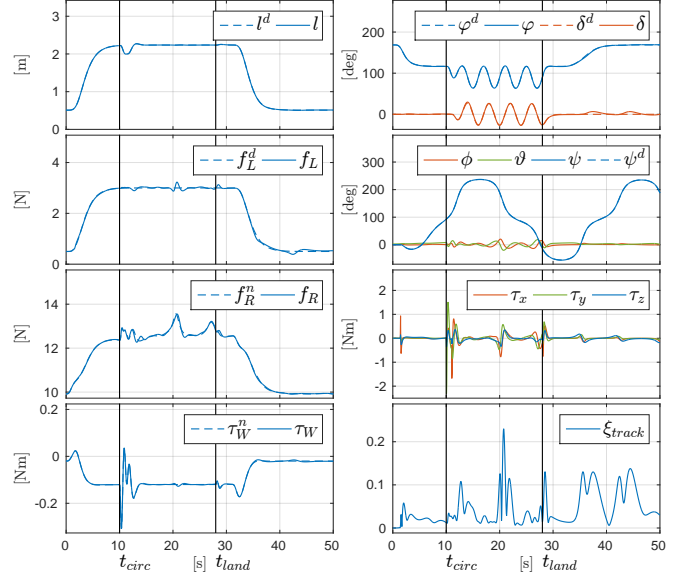 l^d l
3
2
1
0
[m]
φ^d φ δ^d δ
200
100
0
[deg]
f_L^d f_L
4
2
0
[N]
ϕ ϑ ψ ψ^d
300
200
100
0
[deg]
f_R^n f_R
14
12
10
[N]
τ_x τ_y τ_z
2
1
0
-1
-2
[Nm]
τ_W^n τ_W
0.2
0
-0.2
[Nm]
ξ_track
0.2
0.1
0
0 10 20 30 40 50
t_circ [s] t_land
0 10 20 30 40 50
t_circ [s] t_land